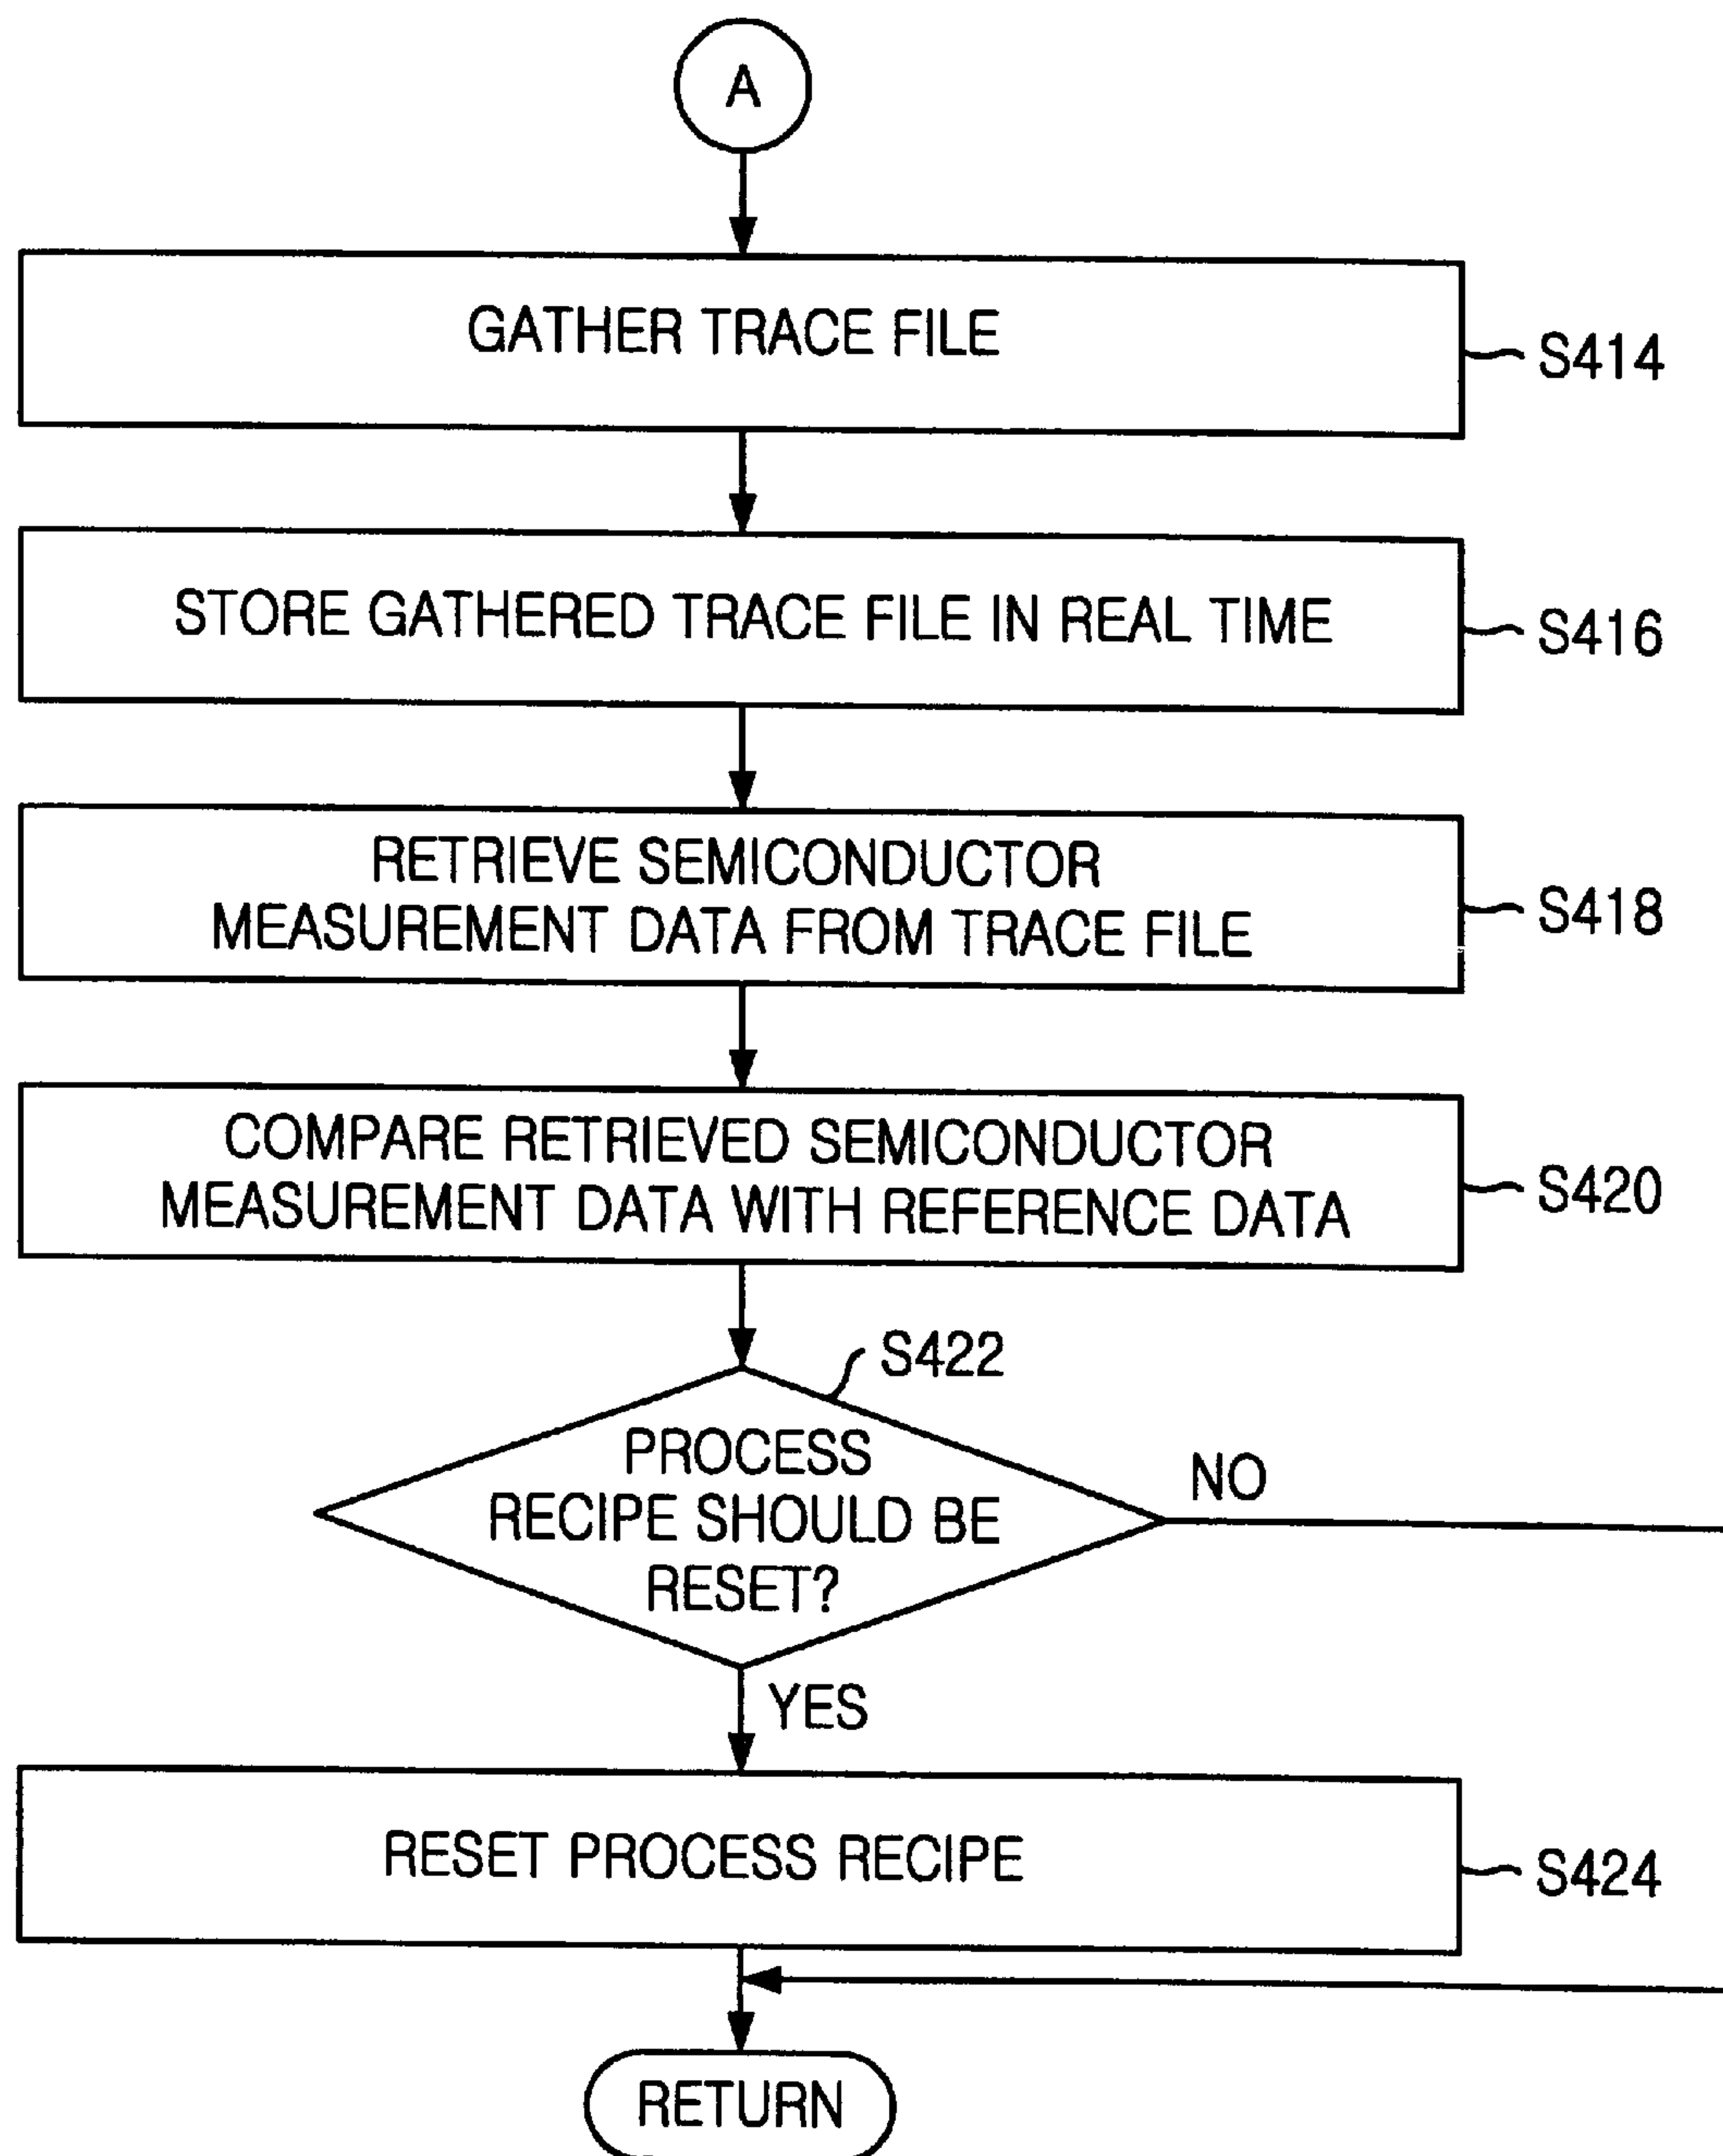 A
GATHER TRACE FILE
S414
STORE GATHERED TRACE FILE IN REAL TIME
S416
RETRIEVE SEMICONDUCTOR
MEASUREMENT DATA FROM TRACE FILE
S418
COMPARE RETRIEVED SEMICONDUCTOR
MEASUREMENT DATA WITH REFERENCE DATA
S420
S422
PROCESS
RECIPE SHOULD BE
RESET?
NO
YES
RESET PROCESS RECIPE
S424
RETURN